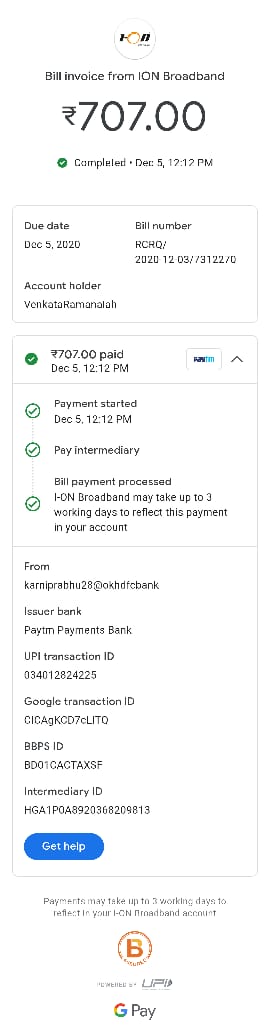 I-ON
Bill invoice from ION Broadband
₹707.00
Completed • Dec 5, 12:12 PM
Due date
Dec 5, 2020
Bill number
RCRQ/
2020-12-03/7312270
Account holder
VenkataRamanaIah
₹707.00 paid
Dec 5, 12:12 PM
paytm
Payment started
Dec 5, 12:12 PM
Pay intermediary
Bill payment processed
I-ON Broadband may take up to 3
working days to reflect this payment
in your account
From
karniprabhu28@okhdfcbank
Issuer bank
Paytm Payments Bank
UPI transaction ID
034012824225
Google transaction ID
CICAgKCD7cLITQ
BBPS ID
BD01CACTAXSF
Intermediary ID
HGA1P0A8920368209813
Get help
Payments may take up to 3 working days to
reflect in your I-ON Broadband account
B
POWERED BY UPI
G Pay